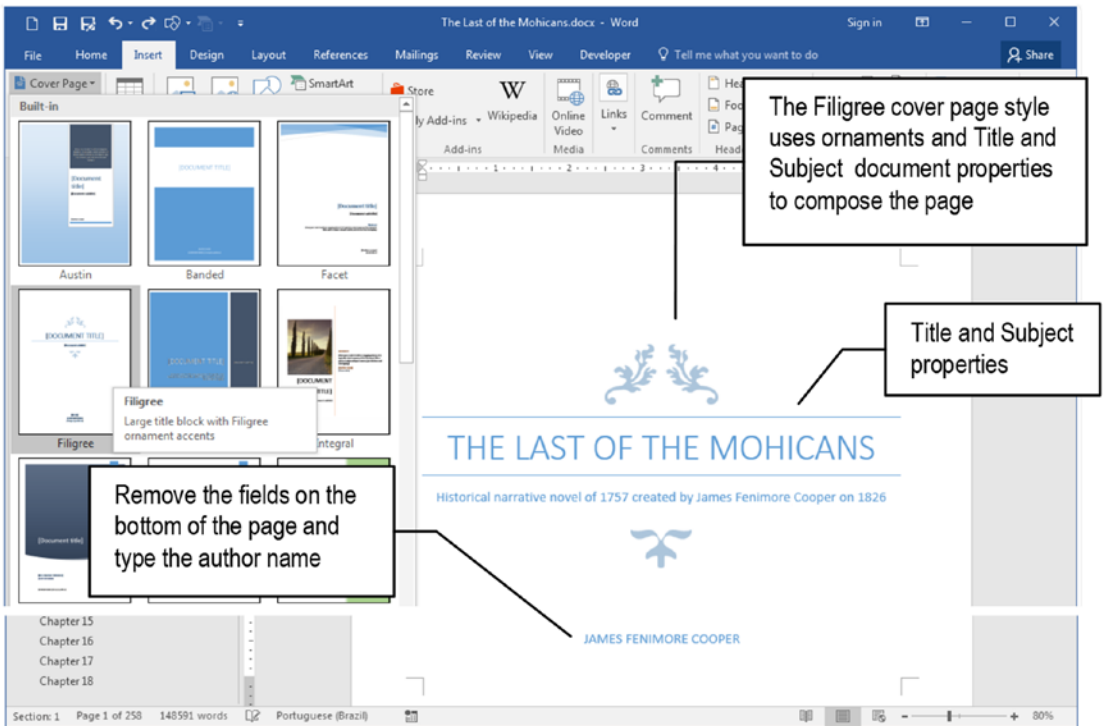 The Last of the Mohicans.docx - Word
Sign in
File Home Insert Design Layout References Mailings Review View Developer Tell me what you want to do Share
Cover Page
SmartArt
Store
Wikipedia
Online Video
Links
Comment
Add-ins
Media
Comments
Built-in
Austin
Banded
Facet
[DOCUMENT TITLE]
Filigree
Filigree
Large title block with Filigree
ornament accents
The Filigree cover page style
uses ornaments and Title and
Subject document properties
to compose the page
Title and Subject
properties
THE LAST OF THE MOHICANS
Historical narrative novel of 1757 created by James Fenimore Cooper on 1826
Remove the fields on the
bottom of the page and
type the author name
JAMES FENIMORE COOPER
Chapter 15
Chapter 16
Chapter 17
Chapter 18
Section: 1 Page 1 of 258 148591 words Portuguese (Brazil) 80%